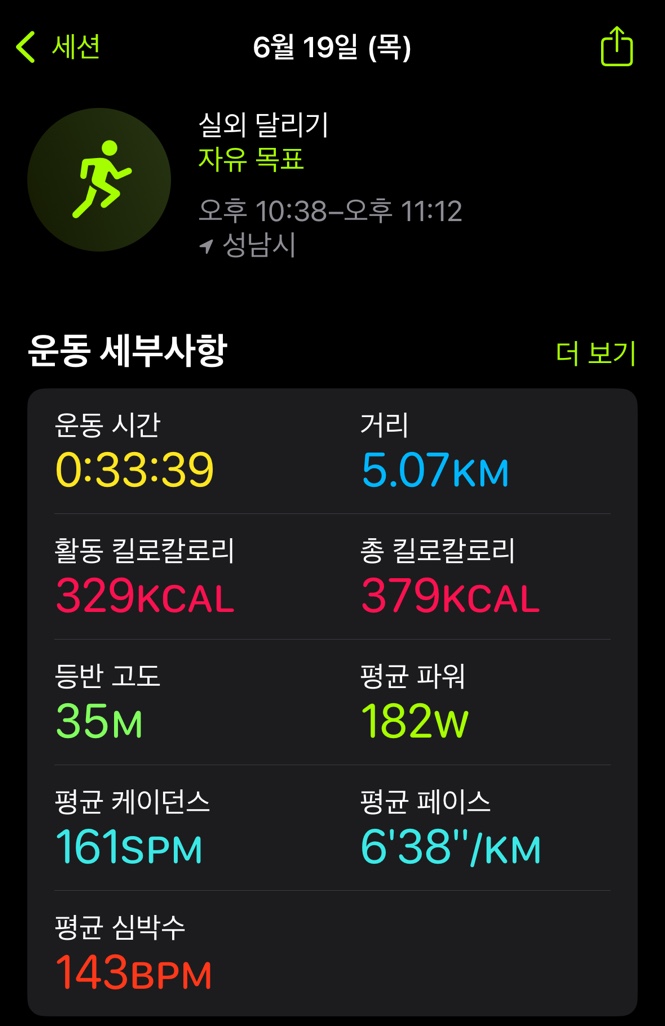 세션
6월 19일 (목)
실외 달리기
자유 목표
오후 10:38–오후 11:12
성남시
운동 세부사항
더 보기
운동 시간
거리
0:33:39
5.07KM
활동 킬로칼로리
총 킬로칼로리
329KCAL
379KCAL
등반 고도
평균 파워
35M
182W
평균 케이던스
평균 페이스
161SPM
6'38"/KM
평균 심박수
143BPM